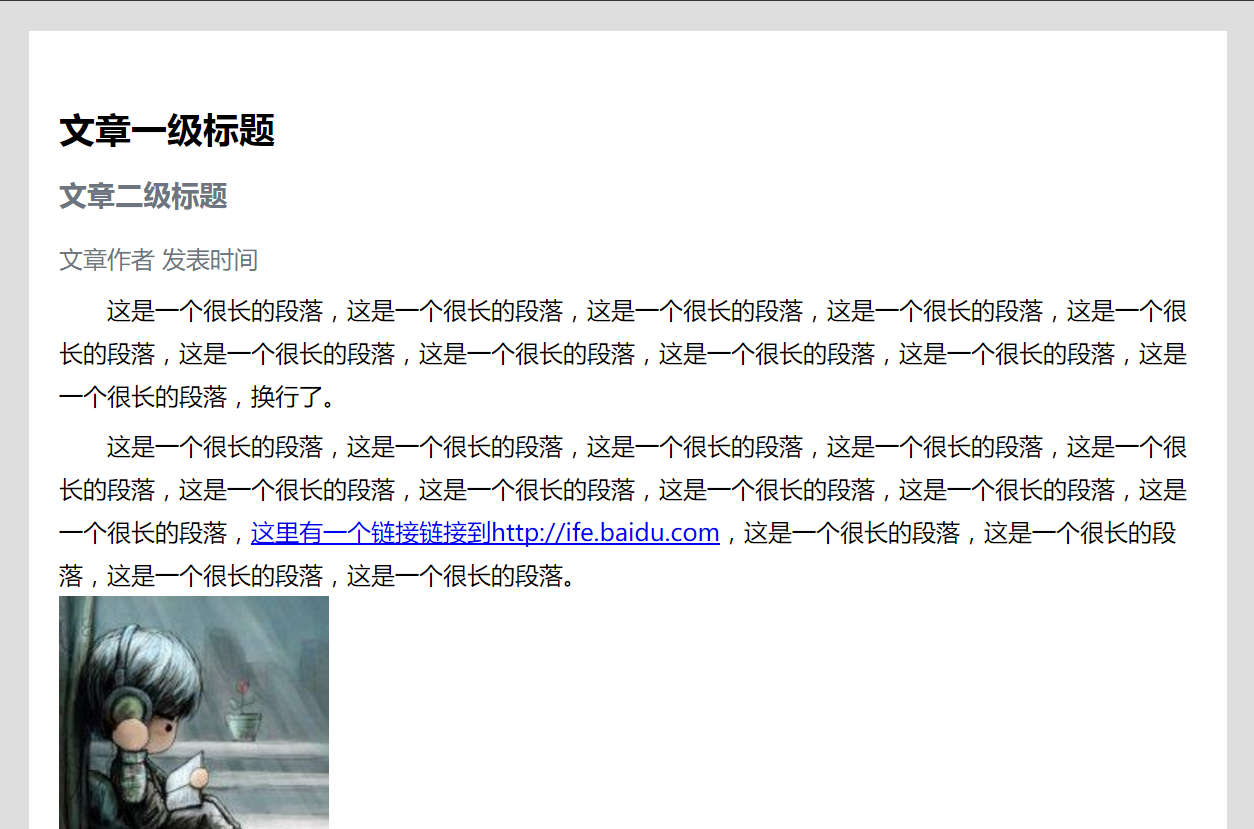 文章一级标题
文章二级标题
文章作者 发表时间
这是一个很长的段落，这是一个很长的段落，这是一个很长的段落，这是一个很长的段落，这是一个很
长的段落，这是一个很长的段落，这是一个很长的段落，这是一个很长的段落，这是一个很长的段落，这是
一个很长的段落，换行了。
这是一个很长的段落，这是一个很长的段落，这是一个很长的段落，这是一个很长的段落，这是一个很
长的段落，这是一个很长的段落，这是一个很长的段落，这是一个很长的段落，这是一个很长的段落，这是
一个很长的段落，这里有一个链接链接到http://ife.baidu.com，这是一个很长的段落，这是一个很长的段
落，这是一个很长的段落，这是一个很长的段落。